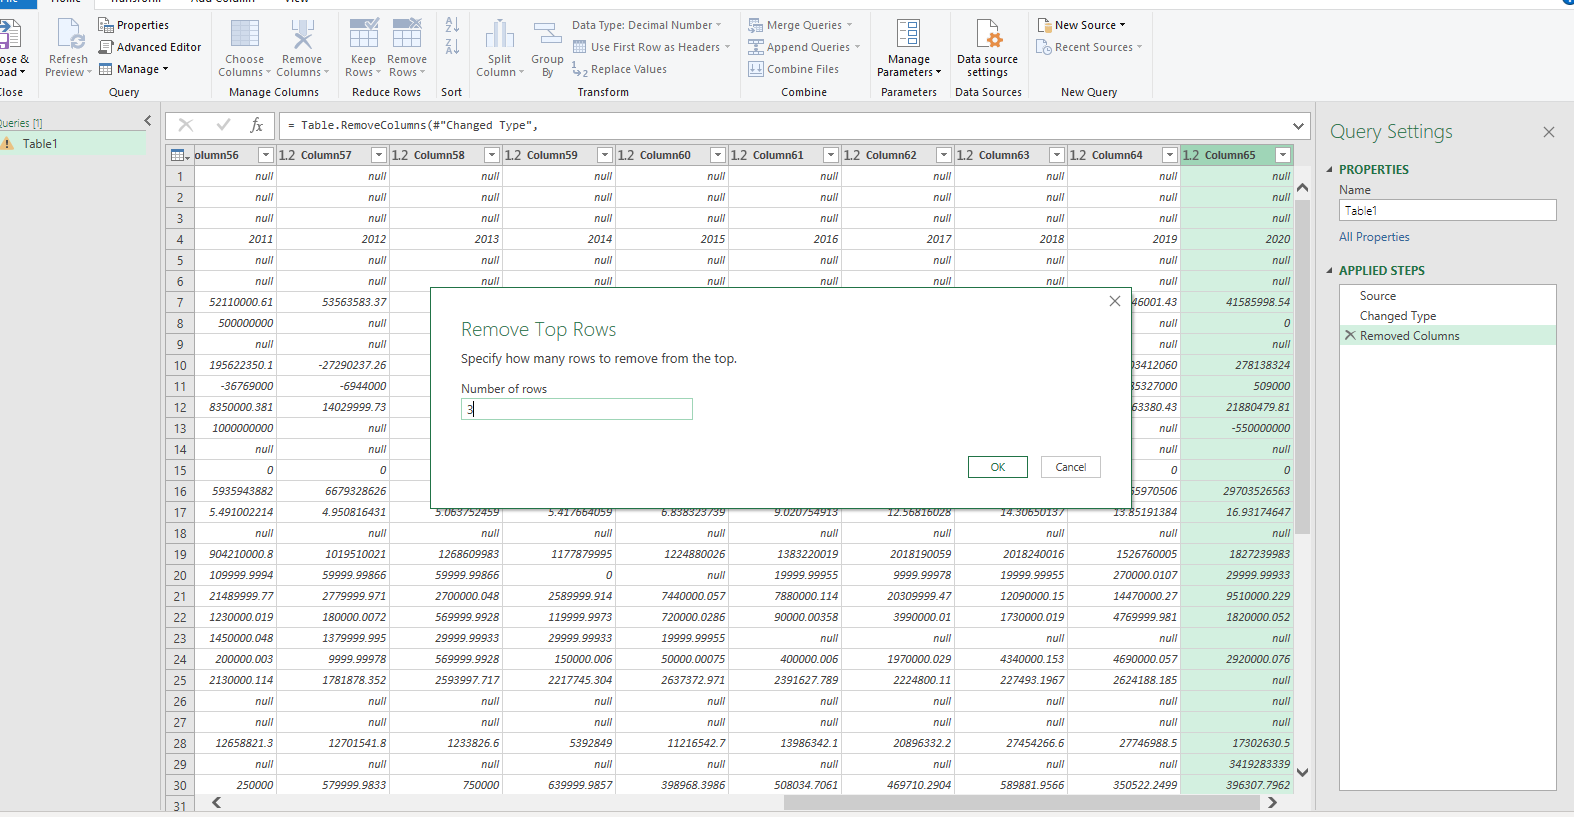 Properties
Advanced Editor
Manage
Refresh
Preview
Query
Choose
Columns
Remove
Columns
Manage Columns
Keep
Rows
Remove
Rows
Reduce Rows
Sort
Split
Column
Group
By
Data Type: Decimal Number
Use First Row as Headers
Replace Values
Transform
Merge Queries
Append Queries
Combine Files
Combine
Manage
Parameters
Parameters
Data source
settings
Data Sources
New Source
Recent Sources
New Query
Table1
fx = Table.RemoveColumns(#"Changed Type",
olumn56 1.2 Column57 1.2 Column58 1.2 Column59 1.2 Column60 1.2 Column61 1.2 Column62 1.2 Column63 1.2 Column64 1.2 Column65
1 null null null null null null null null null null
2 null null null null null null null null null null
3 null null null null null null null null null null
4 2011 2012 2013 2014 2015 2016 2017 2018 2019 2020
5 null null null null null null null null null null
6 null null null null null null null null null null
7 52110000.61 53563583.37 46001.43 41585998.54
8 500000000 null null 0
9 null null null null
10 195622350.1 -27290237.26 3412060 278138324
11 -36769000 -6944000 5327000 509000
12 8350000.381 14029999.73 63380.43 21880479.81
13 1000000000 null null -550000000
14 null null null null
15 0 0 0 0
16 5935943882 6679328626 5970506 29703526563
17 5.491002214 4.950816431 5.063752459 5.417664059 6.838323739 9.020754913 12.56816028 14.30650137 13.85191384 16.93174647
18 null null null null null null null null null null
19 904210000.8 1019510021 1268609983 1177879995 1224880026 1383220019 2018190059 2018240016 1526760005 1827239983
20 109999.9994 59999.99866 59999.99866 0 null 19999.99955 9999.99978 19999.99955 270000.0107 29999.99933
21 21489999.77 2779999.971 2700000.048 2589999.914 7440000.057 7880000.114 20309999.47 12090000.15 14470000.27 9510000.229
22 1230000.019 180000.0072 569999.9928 119999.9973 720000.0286 90000.00358 3990000.01 1730000.019 4769999.981 1820000.052
23 1450000.048 1379999.995 29999.99933 29999.99933 19999.99955 null null null null null
24 200000.003 9999.99978 569999.9928 150000.006 50000.00075 400000.006 1970000.029 4340000.153 4690000.057 2920000.076
25 2130000.114 1781878.352 2593997.717 2217745.304 2637372.971 2391627.789 2224800.11 227493.1967 2624188.185 null
26 null null null null null null null null null null
27 null null null null null null null null null null
28 12658821.3 12701541.8 1233826.6 5392849 11216542.7 13986342.1 20896332.2 27454266.6 27746988.5 17302630.5
29 null null null null null null null null null 3419283339
30 250000 579999.9833 750000 639999.9857 398968.3986 508034.7061 469710.2904 589881.9566 350522.2499 396307.7962
31
Remove Top Rows
Specify how many rows to remove from the top.
Number of rows
3
OK Cancel
Query Settings
PROPERTIES
Name
Table1
All Properties
APPLIED STEPS
Source
Changed Type
Removed Columns